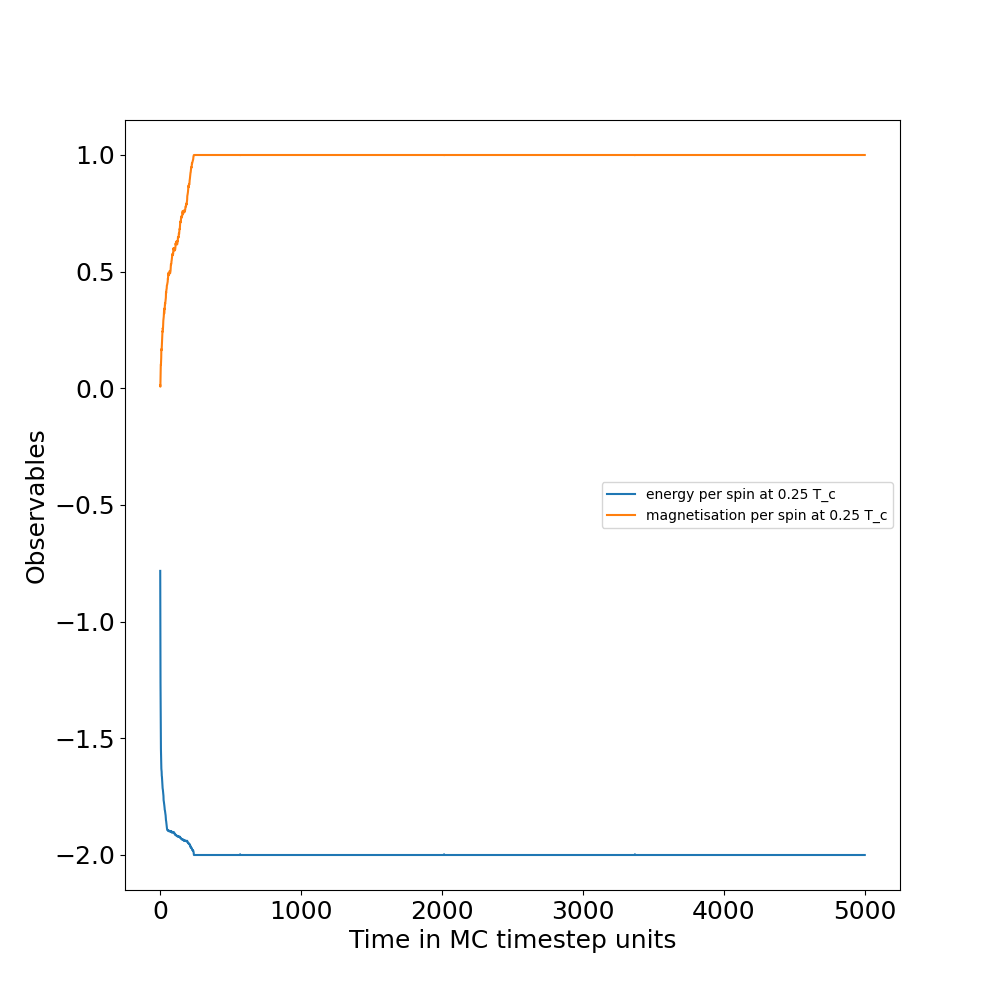 1.0
0.5
0.0
−0.5
−1.0
−1.5
−2.0
Observables
energy per spin at 0.25 T_c
magnetisation per spin at 0.25 T_c
0 1000 2000 3000 4000 5000
Time in MC timestep units